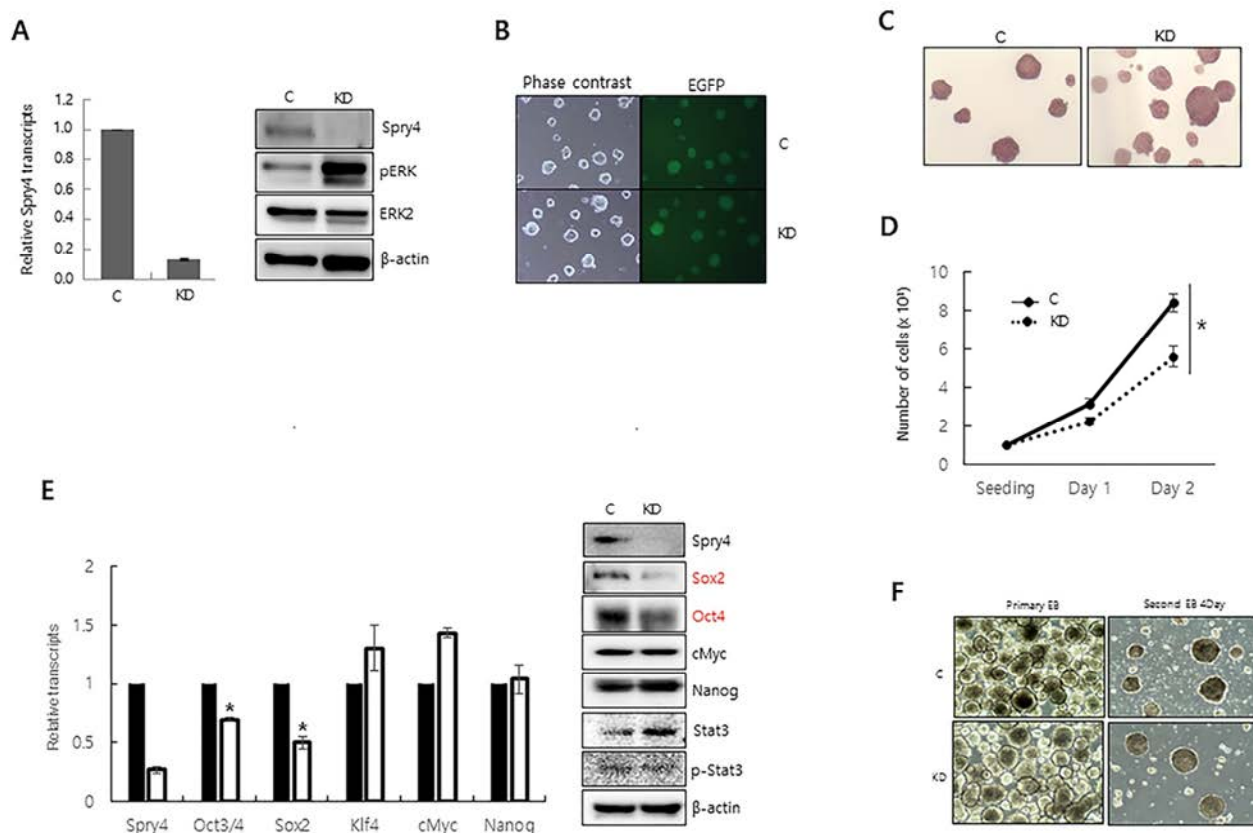 A
Relative Spry4 transcripts
1.2
1.0
0.8
0.6
0.4
0.2
0.0
C
KD
C KD
Spry4
pERK
ERK2
β-actin
B
Phase contrast EGFP
C
KD
C
C KD
D
Number of cells (x 10⁵)
10
8
6
4
2
0
C
KD
*
Seeding Day 1 Day 2
E
Relative transcripts
2
1.5
1
0.5
0
*
*
Spry4 Oct3/4 Sox2 Klf4 cMyc Nanog
C KD
Spry4
Sox2
Oct4
cMyc
Nanog
Stat3
p-Stat3
β-actin
F
Primary EB Second EB 4Day
C
KD